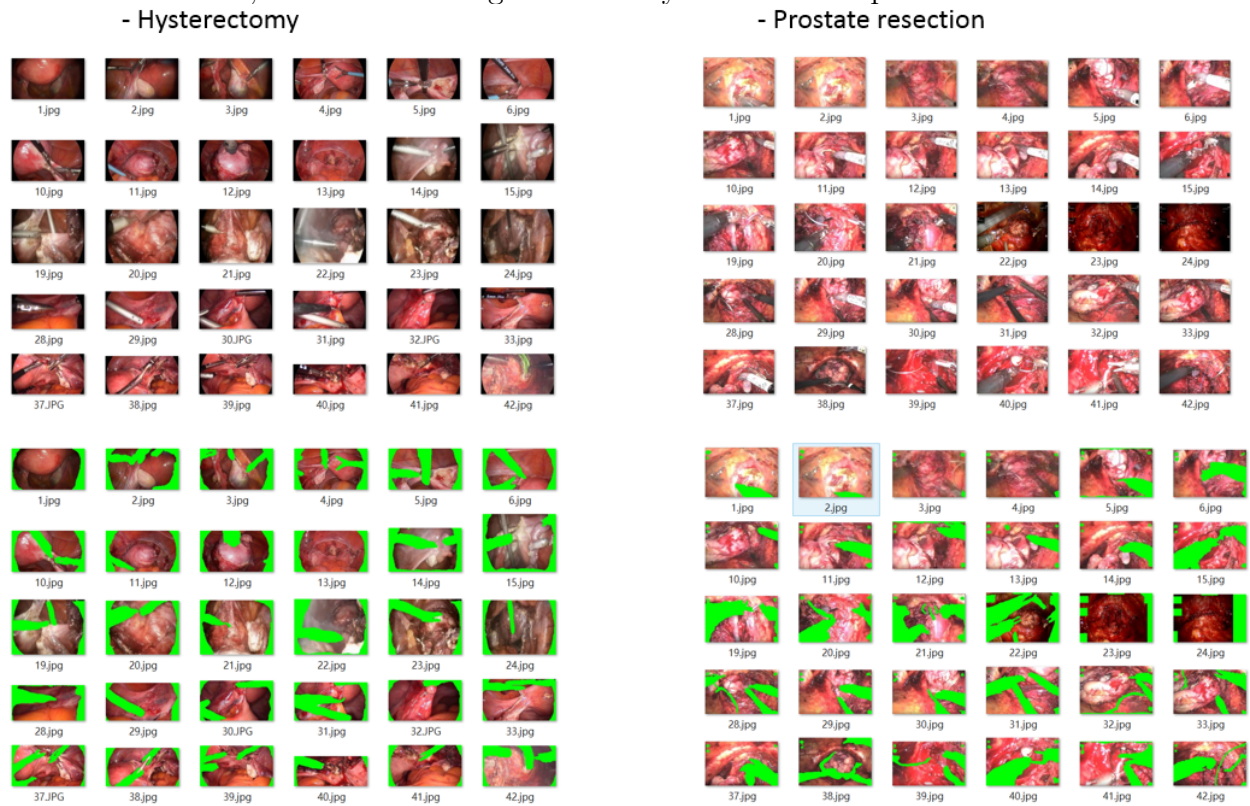 - Hysterectomy
- Prostate resection
1.jpg 2.jpg 3.jpg 4.jpg 5.jpg 6.jpg
10.jpg 11.jpg 12.jpg 13.jpg 14.jpg 15.jpg
19.jpg 20.jpg 21.jpg 22.jpg 23.jpg 24.jpg
28.jpg 29.jpg 30.JPG 31.jpg 32.JPG 33.jpg
37.JPG 38.jpg 39.jpg 40.jpg 41.jpg 42.jpg
1.jpg 2.jpg 3.jpg 4.jpg 5.jpg 6.jpg
10.jpg 11.jpg 12.jpg 13.jpg 14.jpg 15.jpg
19.jpg 20.jpg 21.jpg 22.jpg 23.jpg 24.jpg
28.jpg 29.jpg 30.jpg 31.jpg 32.jpg 33.jpg
37.jpg 38.jpg 39.jpg 40.jpg 41.jpg 42.jpg
1.jpg 2.jpg 3.jpg 4.jpg 5.jpg 6.jpg
10.jpg 11.jpg 12.jpg 13.jpg 14.jpg 15.jpg
19.jpg 20.jpg 21.jpg 22.jpg 23.jpg 24.jpg
28.jpg 29.jpg 30.JPG 31.jpg 32.JPG 33.jpg
37.JPG 38.jpg 39.jpg 40.jpg 41.jpg 42.jpg
1.jpg 2.jpg 3.jpg 4.jpg 5.jpg 6.jpg
10.jpg 11.jpg 12.jpg 13.jpg 14.jpg 15.jpg
19.jpg 20.jpg 21.jpg 22.jpg 23.jpg 24.jpg
28.jpg 29.jpg 30.jpg 31.jpg 32.jpg 33.jpg
37.jpg 38.jpg 39.jpg 40.jpg 41.jpg 42.jpg